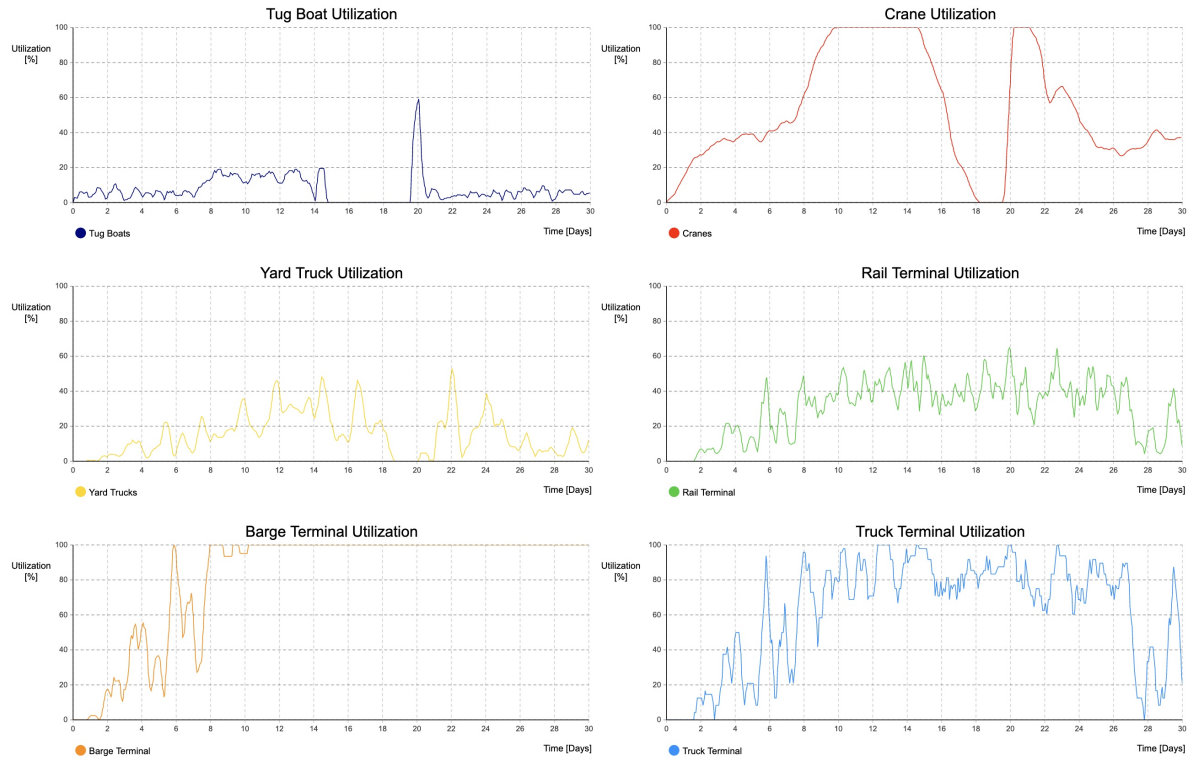 Tug Boat Utilization
Utilization
[%]
100
80
60
40
20
0
0 2 4 6 8 10 12 14 16 18 20 22 24 26 28 30
Tug Boats
Time [Days]
Crane Utilization
Utilization
[%]
100
80
60
40
20
0
0 2 4 6 8 10 12 14 16 18 20 22 24 26 28 30
Cranes
Time [Days]
Yard Truck Utilization
Utilization
[%]
100
80
60
40
20
0
0 2 4 6 8 10 12 14 16 18 20 22 24 26 28 30
Yard Trucks
Time [Days]
Rail Terminal Utilization
Utilization
[%]
100
80
60
40
20
0
0 2 4 6 8 10 12 14 16 18 20 22 24 26 28 30
Rail Terminal
Time [Days]
Barge Terminal Utilization
Utilization
[%]
100
80
60
40
20
0
0 2 4 6 8 10 12 14 16 18 20 22 24 26 28 30
Barge Terminal
Time [Days]
Truck Terminal Utilization
Utilization
[%]
100
80
60
40
20
0
0 2 4 6 8 10 12 14 16 18 20 22 24 26 28 30
Truck Terminal
Time [Days]